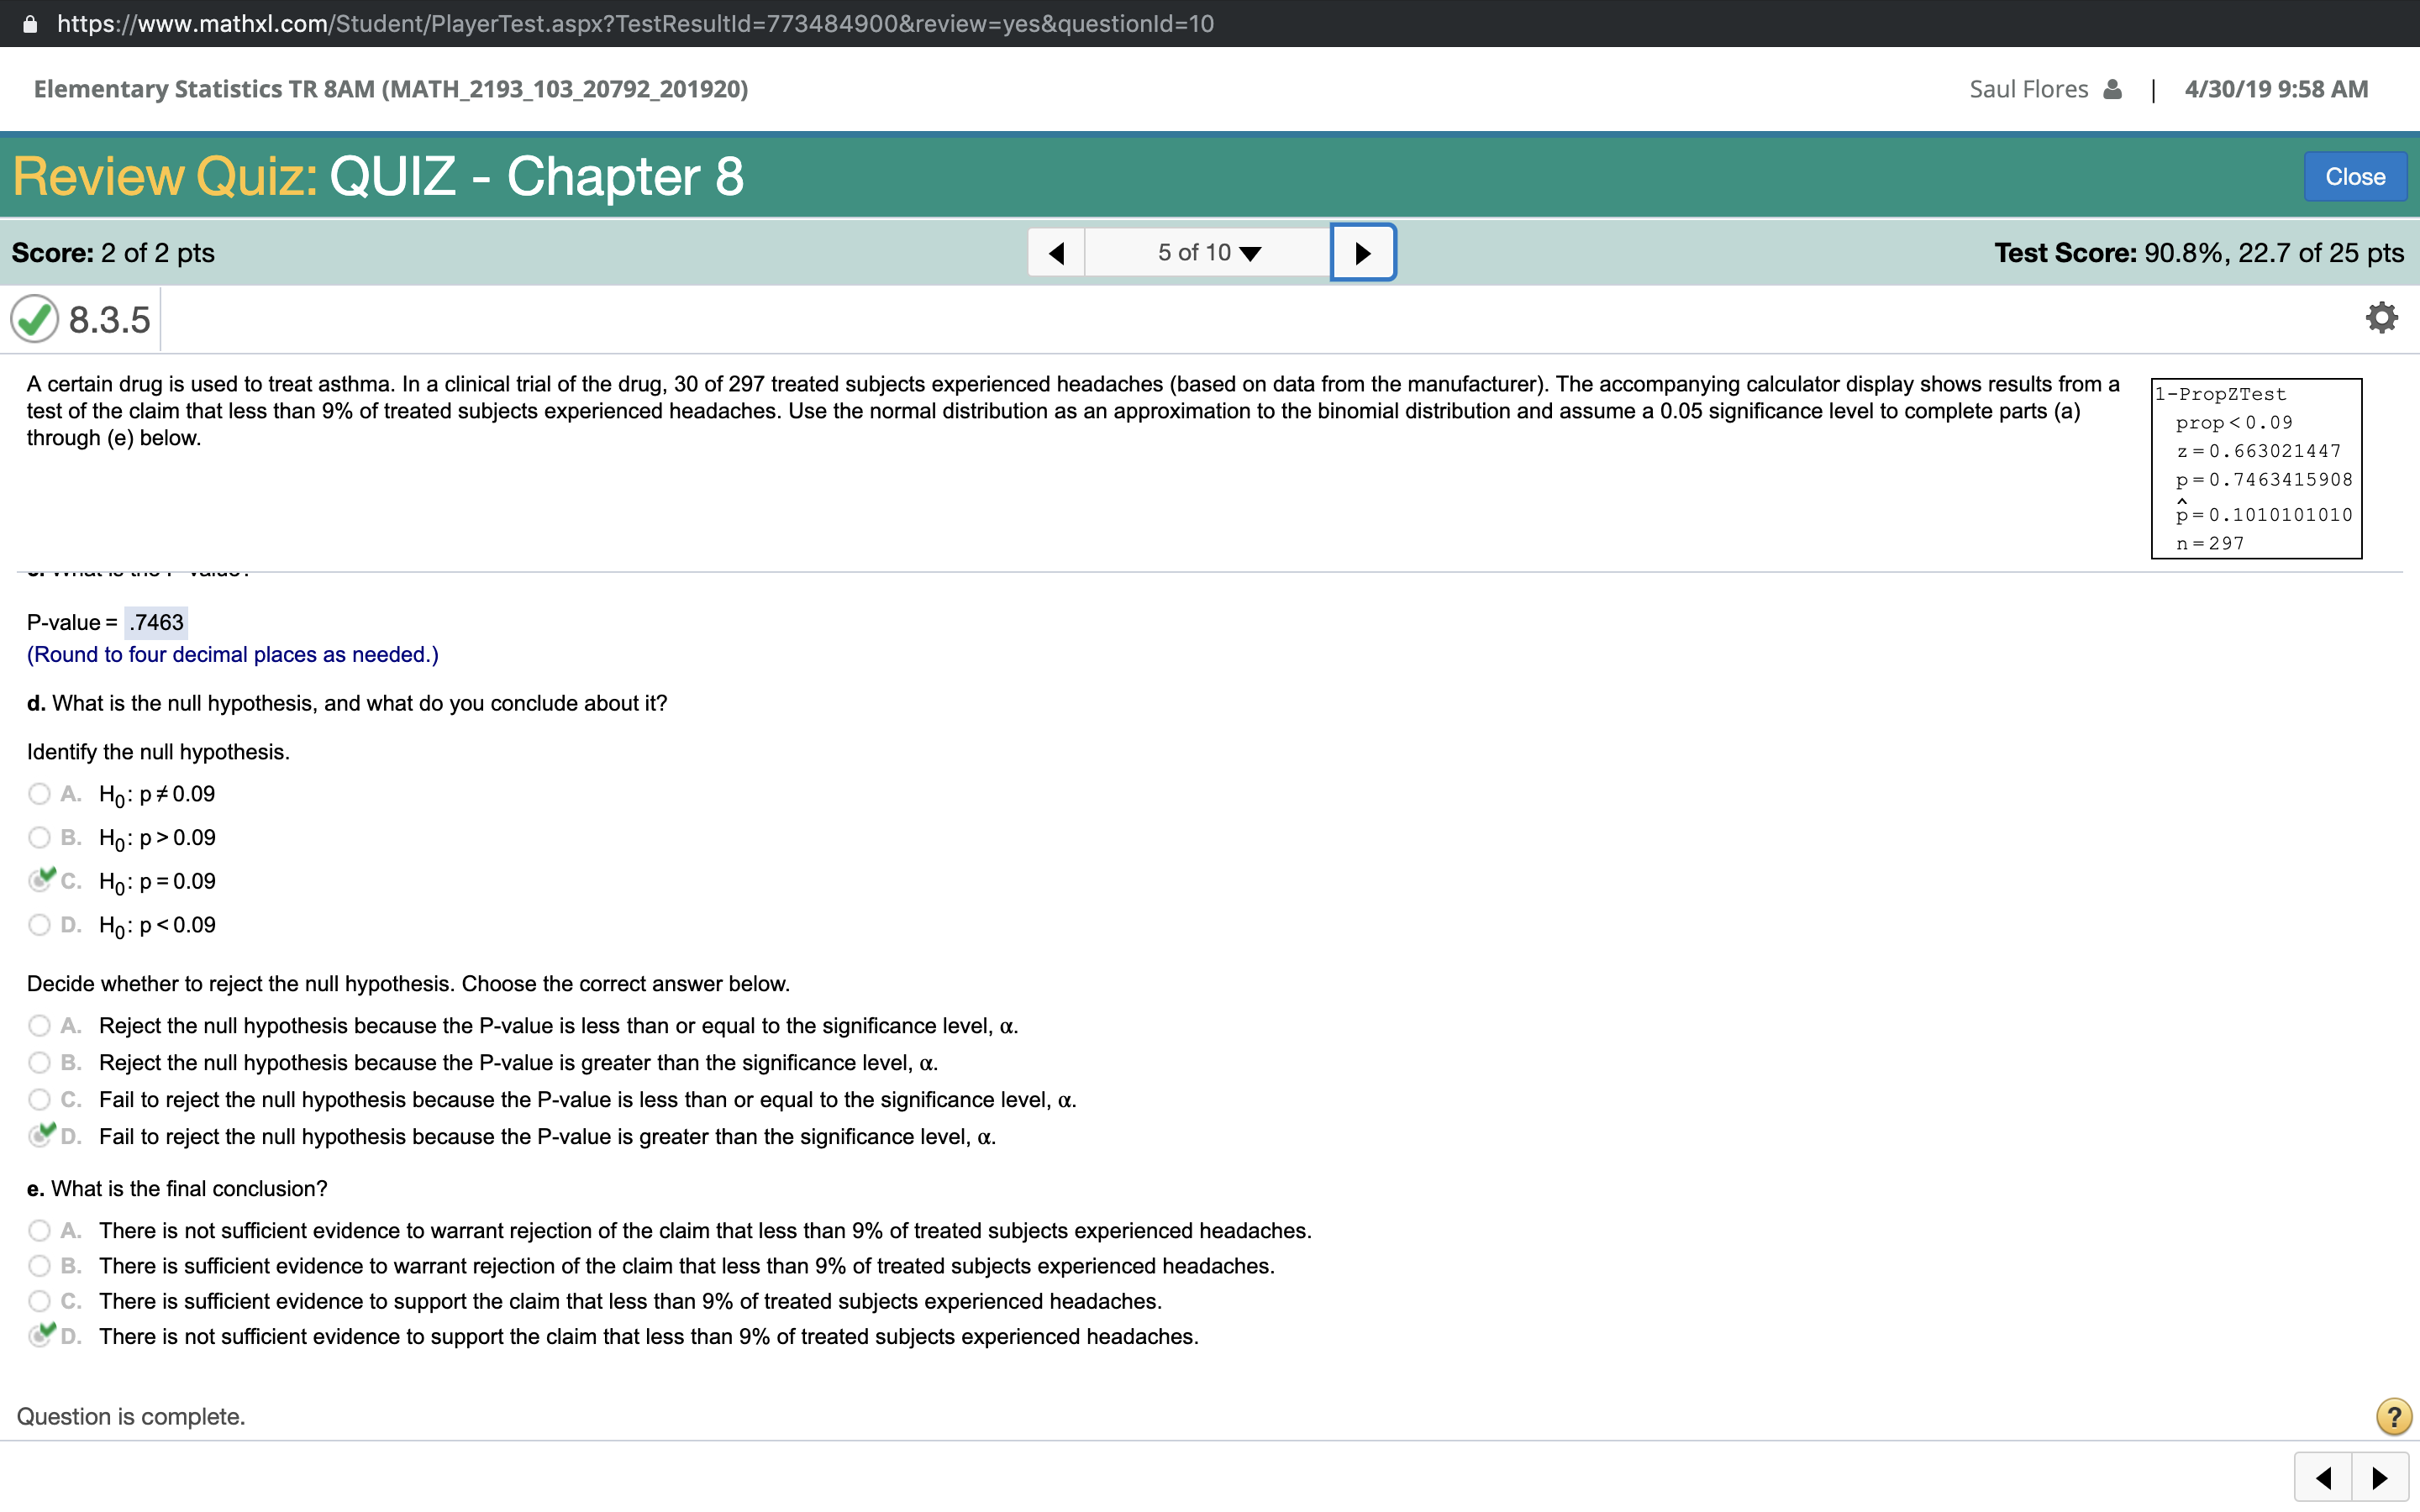 https://www.mathxl.com/Student/PlayerTest.aspx?TestResultId=773484900&review=yes&questionId=10
Elementary Statistics TR 8AM (MATH_2193_103_20792_201920)
Saul Flores | 4/30/19 9:58 AM
Review Quiz: QUIZ - Chapter 8
Close
Score: 2 of 2 pts
5 of 10
Test Score: 90.8%, 22.7 of 25 pts
8.3.5
A certain drug is used to treat asthma. In a clinical trial of the drug, 30 of 297 treated subjects experienced headaches (based on data from the manufacturer). The accompanying calculator display shows results from a
test of the claim that less than 9% of treated subjects experienced headaches. Use the normal distribution as an approximation to the binomial distribution and assume a 0.05 significance level to complete parts (a)
through (e) below.
1-PropZTest
prop<0.09
z=0.663021447
p=0.7463415908
p̂=0.1010101010
n=297
P-value = .7463
(Round to four decimal places as needed.)
d. What is the null hypothesis, and what do you conclude about it?
Identify the null hypothesis.
A. H₀: p≠0.09
B. H₀: p>0.09
C. H₀: p=0.09
D. H₀: p<0.09
Decide whether to reject the null hypothesis. Choose the correct answer below.
A. Reject the null hypothesis because the P-value is less than or equal to the significance level, α.
B. Reject the null hypothesis because the P-value is greater than the significance level, α.
C. Fail to reject the null hypothesis because the P-value is less than or equal to the significance level, α.
D. Fail to reject the null hypothesis because the P-value is greater than the significance level, α.
e. What is the final conclusion?
A. There is not sufficient evidence to warrant rejection of the claim that less than 9% of treated subjects experienced headaches.
B. There is sufficient evidence to warrant rejection of the claim that less than 9% of treated subjects experienced headaches.
C. There is sufficient evidence to support the claim that less than 9% of treated subjects experienced headaches.
D. There is not sufficient evidence to support the claim that less than 9% of treated subjects experienced headaches.
Question is complete.
?